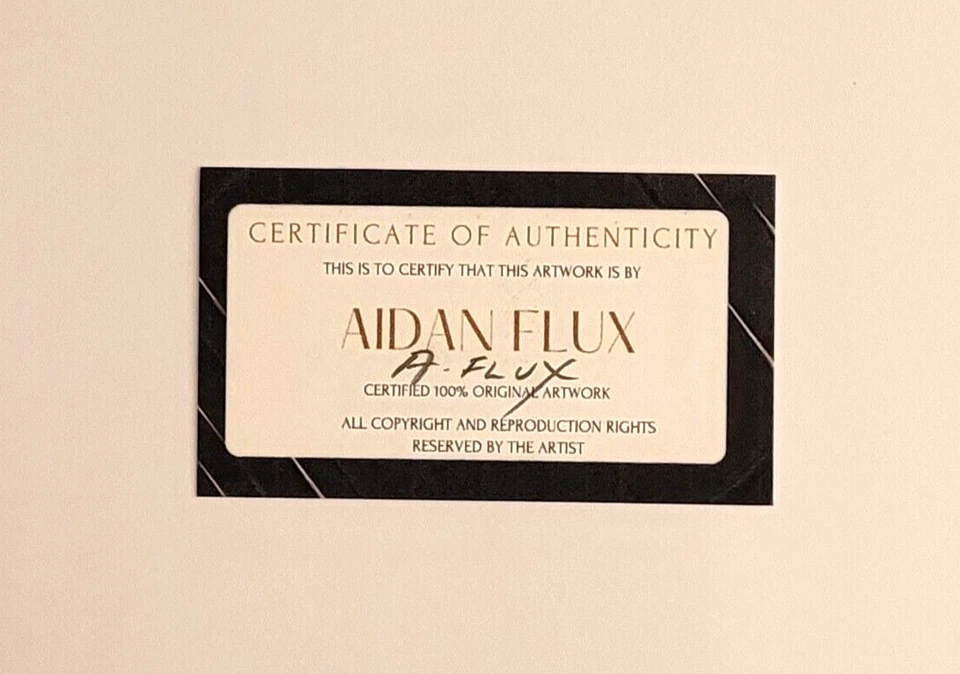 CERTIFICATE OF AUTHENTICITY
THIS IS TO CERTIFY THAT THIS ARTWORK IS BY
AIDAN FLUX
A-FLUX
CERTIFIED 100% ORIGINAL ARTWORK
ALL COPYRIGHT AND REPRODUCTION RIGHTS
RESERVED BY THE ARTIST